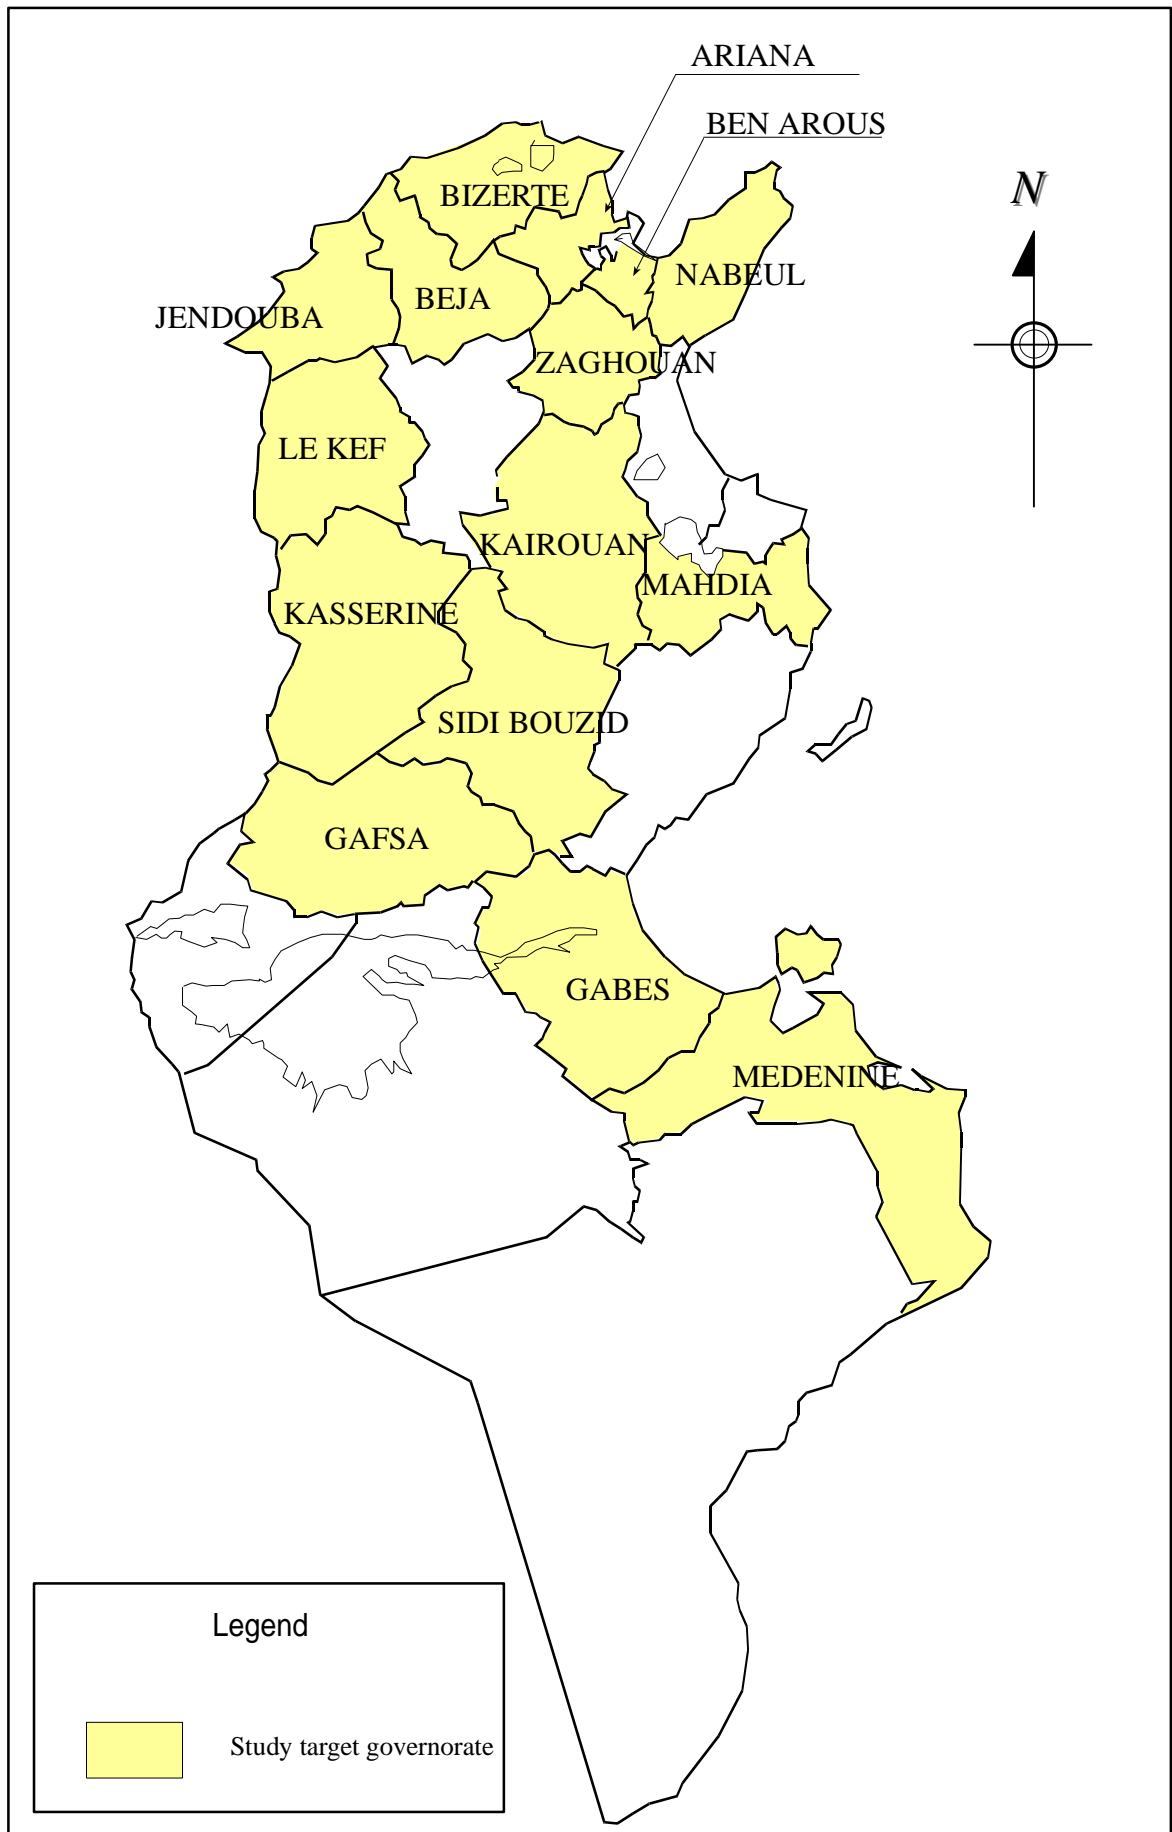 ARIANA
BEN AROUS
N
BIZERTE
NABEUL
BEJA
JENDOUBA
ZAGHOUAN
LE KEF
KAIROUAN
MAHDIA
KASSERINE
SIDI BOUZID
GAFSA
GABES
MEDENINE
Legend
Study target governorate